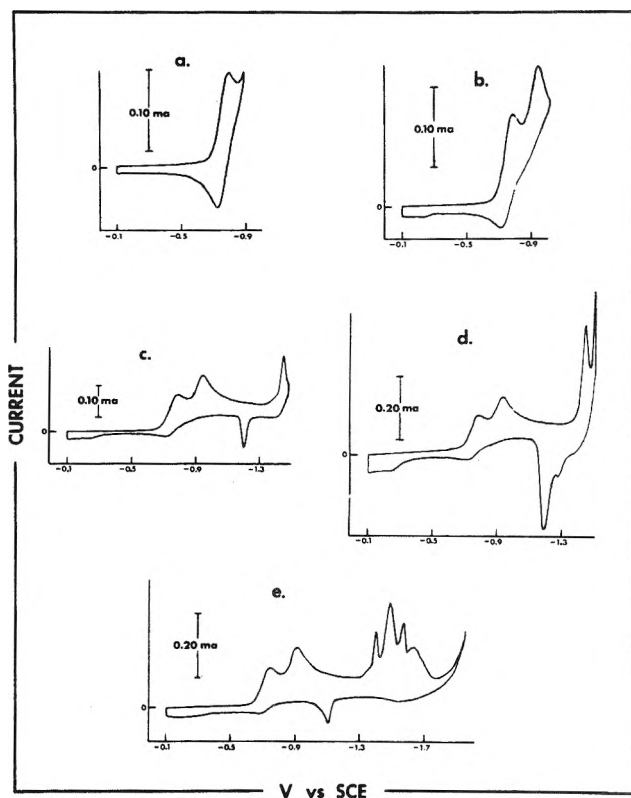 a.
0.10 ma
0
-0.1 -0.5 -0.9
b.
0.10 ma
0
-0.1 -0.5 -0.9
c.
0.10 ma
0
-0.1 -0.5 -0.9 -1.3
d.
0.20 ma
0
-0.1 -0.5 -0.9 -1.3
e.
0.20 ma
0
-0.1 -0.5 -0.9 -1.3 -1.7
CURRENT
V vs SCE